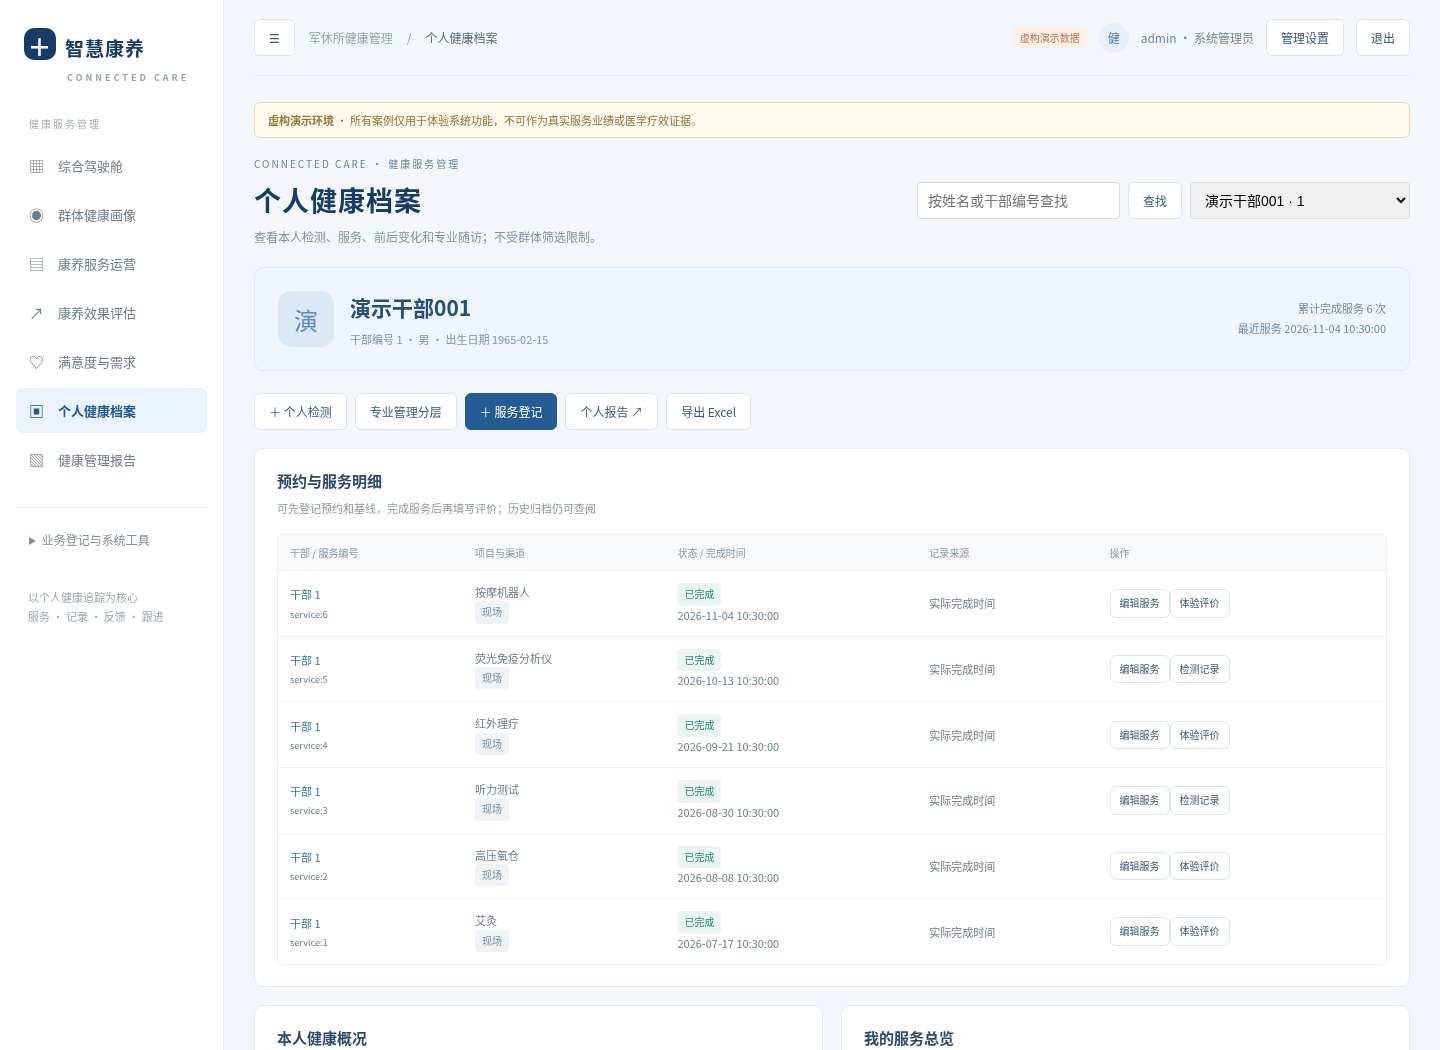 智慧康养
CONNECTED CARE
健康服务管理
综合驾驶舱
群体健康画像
康养服务运营
康养效果评估
满意度与需求
个人健康档案
健康管理报告
▶ 业务登记与系统工具
以个人健康追踪为核心
服务 · 记录 · 反馈 · 跟进
☰ 军休所健康管理 / 个人健康档案
虚构演示数据 健 admin · 系统管理员 管理设置 退出
虚构演示环境 · 所有案例仅用于体验系统功能，不可作为真实服务业绩或医学疗效证据。
CONNECTED CARE · 健康服务管理
个人健康档案
按姓名或干部编号查找 查找 演示干部001 · 1
查看本人检测、服务、前后变化和专业随访；不受群体筛选限制。
演
演示干部001
干部编号 1 · 男 · 出生日期 1965-02-15
累计完成服务 6 次
最近服务 2026-11-04 10:30:00
＋ 个人检测 专业管理分层 ＋ 服务登记 个人报告 ↗ 导出 Excel
预约与服务明细
可先登记预约和基线，完成服务后再填写评价；历史归档仍可查阅
干部 / 服务编号 项目与渠道 状态 / 完成时间 记录来源 操作
干部 1 按摩机器人 已完成 实际完成时间 编辑服务 体验评价
service:6 现场 2026-11-04 10:30:00
干部 1 荧光免疫分析仪 已完成 实际完成时间 编辑服务 检测记录
service:5 现场 2026-10-13 10:30:00
干部 1 红外理疗 已完成 实际完成时间 编辑服务 体验评价
service:4 现场 2026-09-21 10:30:00
干部 1 听力测试 已完成 实际完成时间 编辑服务 检测记录
service:3 现场 2026-08-30 10:30:00
干部 1 高压氧仓 已完成 实际完成时间 编辑服务 体验评价
service:2 现场 2026-08-08 10:30:00
干部 1 艾灸 已完成 实际完成时间 编辑服务 体验评价
service:1 现场 2026-07-17 10:30:00
本人健康概况 我的服务总览